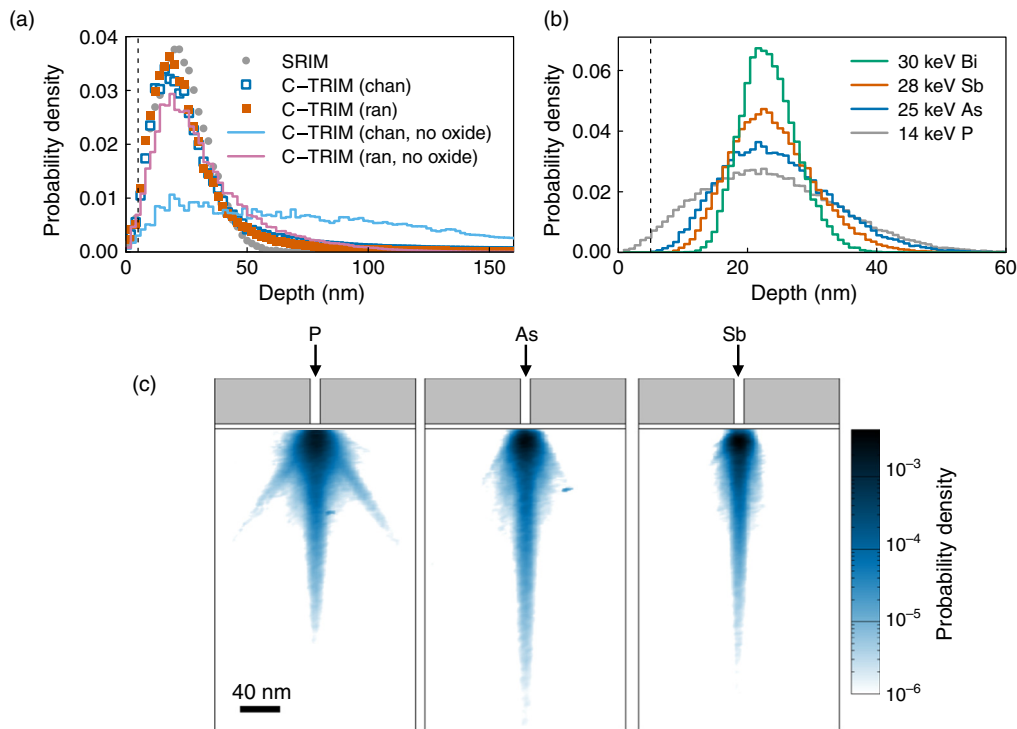 (a)
Probability density
0.04
0.03
0.02
0.01
0.00
0
50
100
150
Depth (nm)
SRIM
C−TRIM (chan)
C−TRIM (ran)
C−TRIM (chan, no oxide)
C−TRIM (ran, no oxide)
(b)
Probability density
0.06
0.04
0.02
0.00
0
20
40
60
Depth (nm)
30 keV Bi
28 keV Sb
25 keV As
14 keV P
(c)
P
As
Sb
40 nm
10−3
10−4
10−5
10−6
Probability density